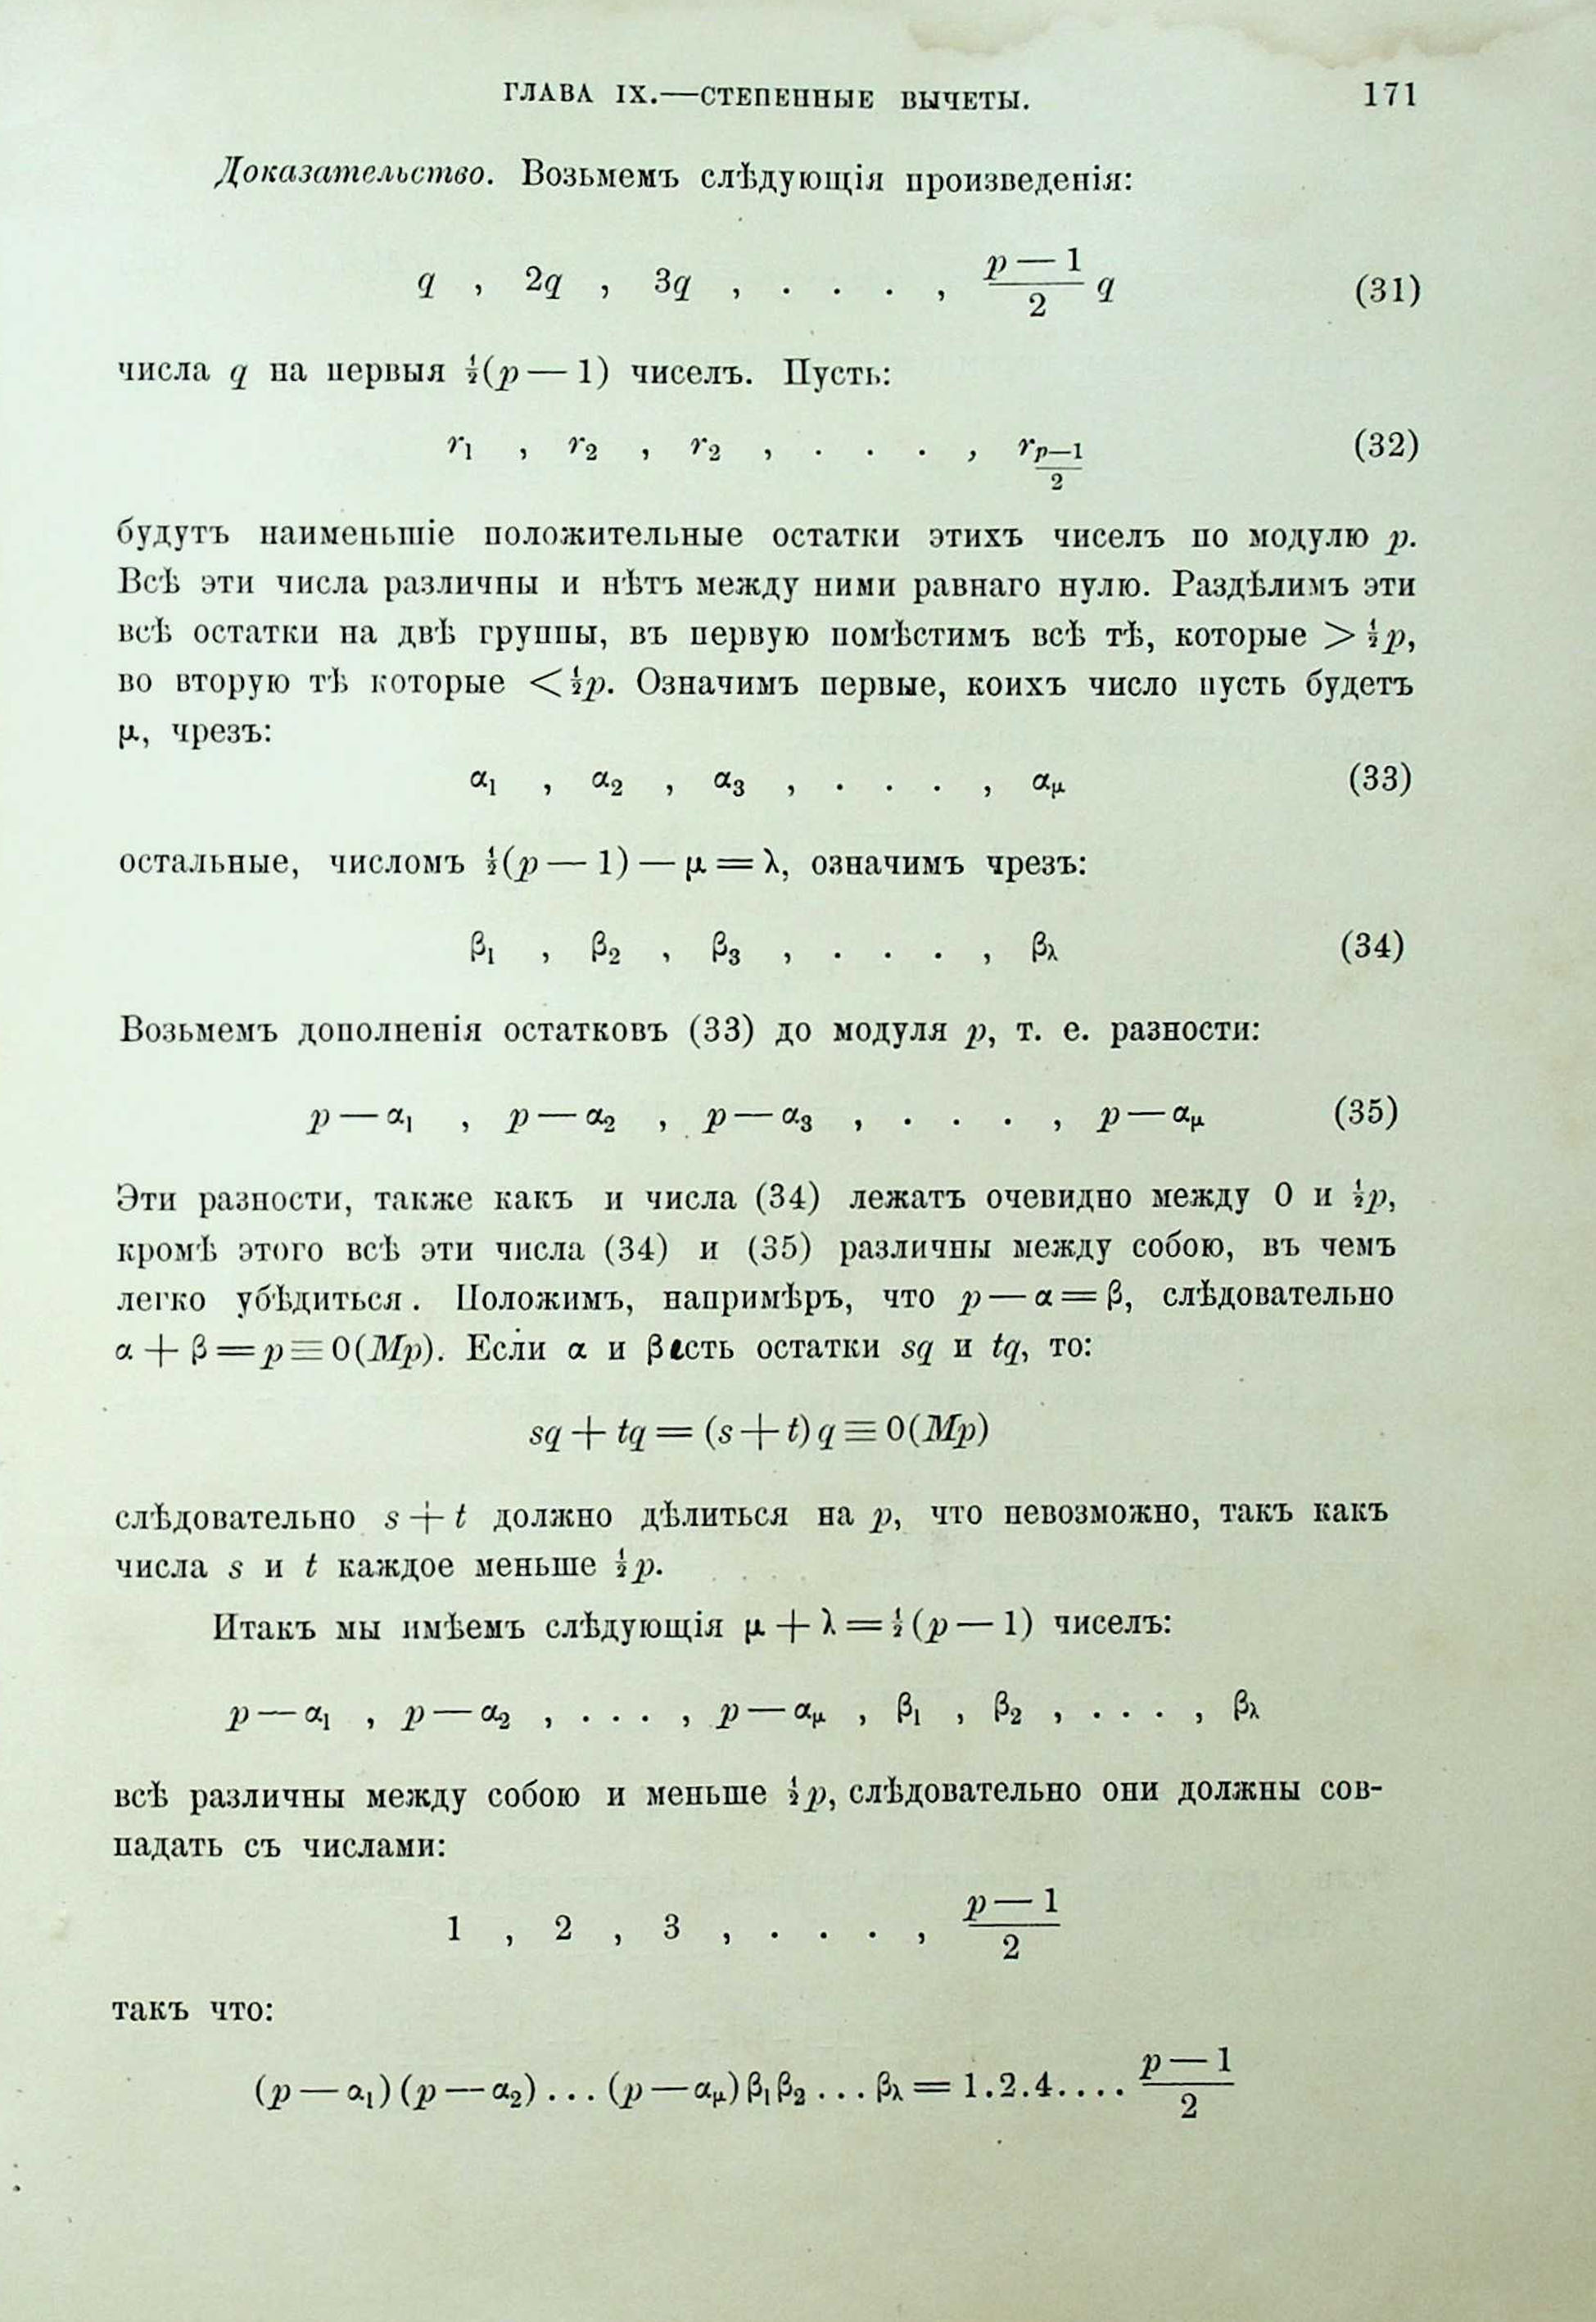 ГЛАВА IX.—СТЕПЕННЫЕ ВЫЧЕТЫ. 171
Доказательство. Возьмемъ слѣдующія произведенія:
q , 2q , 3q , . . . . , \frac{p — 1}{2} q (31)
числа q на первыя ½(p — 1) чиселъ. Пусть:
r₁ , r₂ , r₂ , . . . , r_{\frac{p—1}{2}} (32)
будутъ наименьшіе положительные остатки этихъ чиселъ по модулю p.
Всѣ эти числа различны и нѣтъ между ними равнаго нулю. Раздѣлимъ эти
всѣ остатки на двѣ группы, въ первую помѣстимъ всѣ тѣ, которые > ½p,
во вторую тѣ которые < ½p. Означимъ первые, коихъ число пусть будетъ
μ, чрезъ:
α₁ , α₂ , α₃ , . . . , α_μ (33)
остальные, числомъ ½(p — 1) — μ = λ, означимъ чрезъ:
β₁ , β₂ , β₃ , . . . , β_λ (34)
Возьмемъ дополненія остатковъ (33) до модуля p, т. е. разности:
p — α₁ , p — α₂ , p — α₃ , . . . , p — α_μ (35)
Эти разности, также какъ и числа (34) лежатъ очевидно между 0 и ½p,
кромѣ этого всѣ эти числа (34) и (35) различны между собою, въ чемъ
легко убѣдиться. Положимъ, напримѣръ, что p — α = β, слѣдовательно
α + β = p ≡ 0(Mp). Если α и β есть остатки sq и tq, то:
sq + tq = (s + t) q ≡ 0(Mp)
слѣдовательно s + t должно дѣлиться на p, что невозможно, такъ какъ
числа s и t каждое меньше ½p.
Итакъ мы имѣемъ слѣдующія μ + λ = ½(p — 1) чиселъ:
p — α₁ , p — α₂ , . . . , p — α_μ , β₁ , β₂ , . . . , β_λ
всѣ различны между собою и меньше ½p, слѣдовательно они должны сов-
падать съ числами:
1 , 2 , 3 , . . . , \frac{p — 1}{2}
такъ что:
(p — α₁)(p — α₂) . . . (p — α_μ) β₁ β₂ . . . β_λ = 1.2.4. . . . \frac{p — 1}{2}